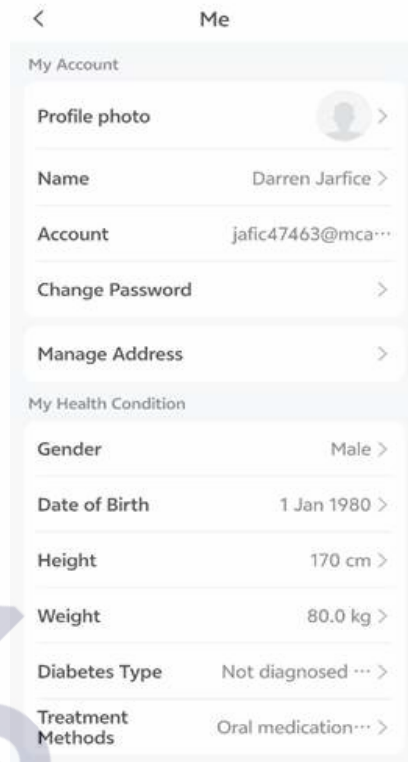 Me
My Account
Profile photo
Name Darren Jarfice
Account jafic47463@mca···
Change Password
Manage Address
My Health Condition
Gender Male
Date of Birth 1 Jan 1980
Height 170 cm
Weight 80.0 kg
Diabetes Type Not diagnosed ···
Treatment
Methods Oral medication···